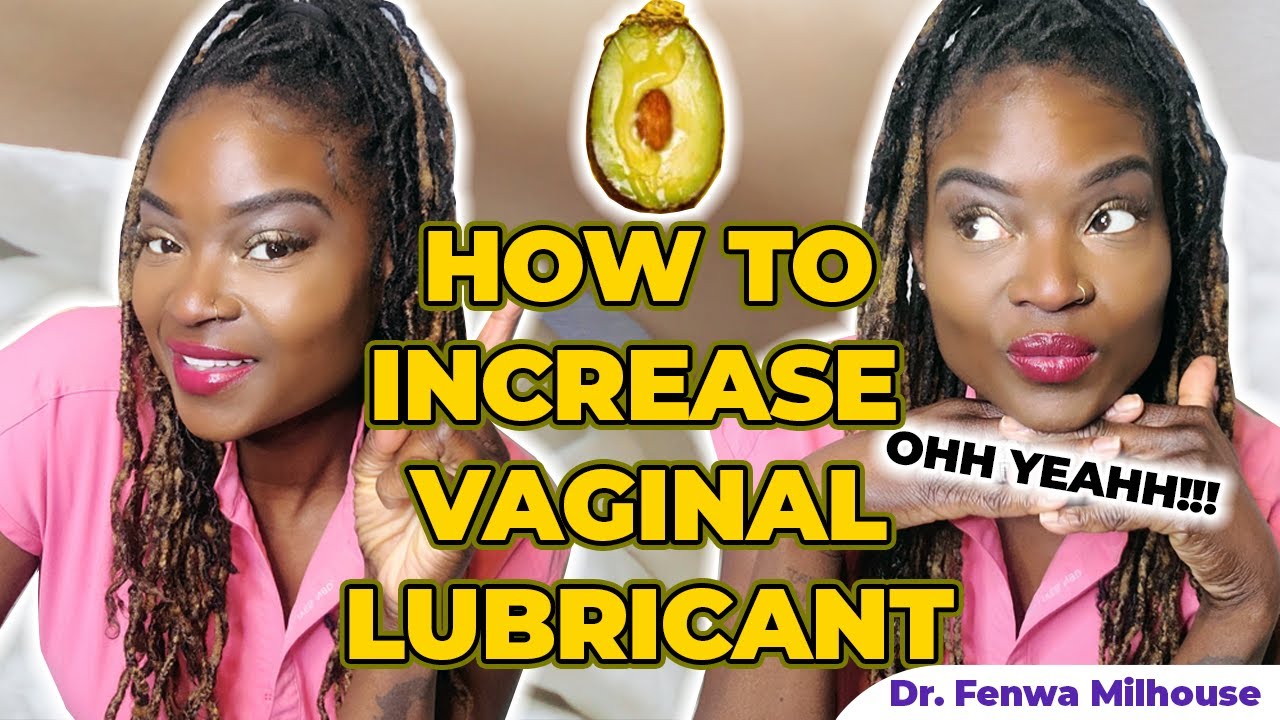 HOW TO
INCREASE
VAGINAL
LUBRICANT
OHH YEAHH!!!
Dr. Fenwa Milhouse